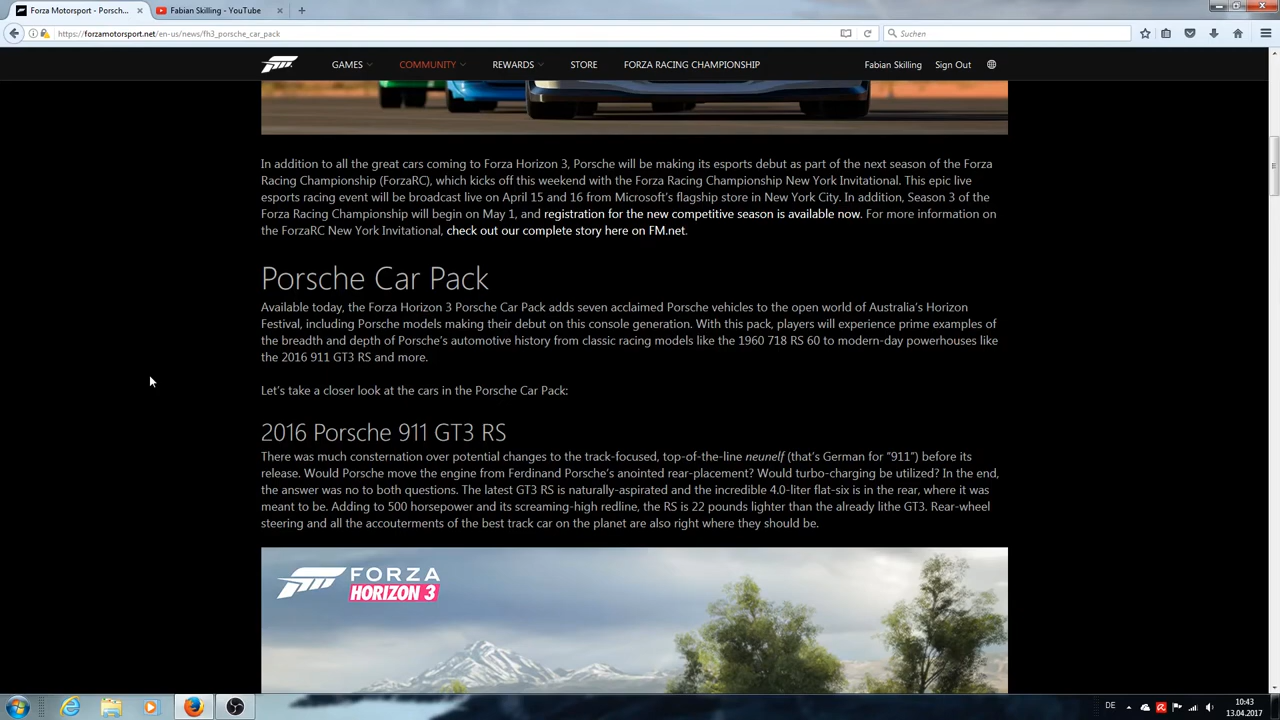 Forza Motorsport - Porsch...
Fabian Skilling - YouTube
https://forzamotorsport.net/en-us/news/fh3_porsche_car_pack
Suchen
GAMES
COMMUNITY
REWARDS
STORE
FORZA RACING CHAMPIONSHIP
Fabian Skilling
Sign Out
In addition to all the great cars coming to Forza Horizon 3, Porsche will be making its esports debut as part of the next season of the Forza
Racing Championship (ForzaRC), which kicks off this weekend with the Forza Racing Championship New York Invitational. This epic live
esports racing event will be broadcast live on April 15 and 16 from Microsoft's flagship store in New York City. In addition, Season 3 of the
Forza Racing Championship will begin on May 1, and registration for the new competitive season is available now. For more information on
the ForzaRC New York Invitational, check out our complete story here on FM.net.
Porsche Car Pack
Available today, the Forza Horizon 3 Porsche Car Pack adds seven acclaimed Porsche vehicles to the open world of Australia's Horizon
Festival, including Porsche models making their debut on this console generation. With this pack, players will experience prime examples of
the breadth and depth of Porsche's automotive history from classic racing models like the 1960 718 RS 60 to modern-day powerhouses like
the 2016 911 GT3 RS and more.
Let's take a closer look at the cars in the Porsche Car Pack:
2016 Porsche 911 GT3 RS
There was much consternation over potential changes to the track-focused, top-of-the-line neunelf (that's German for "911") before its
release. Would Porsche move the engine from Ferdinand Porsche's anointed rear-placement? Would turbo-charging be utilized? In the end,
the answer was no to both questions. The latest GT3 RS is naturally-aspirated and the incredible 4.0-liter flat-six is in the rear, where it was
meant to be. Adding to 500 horsepower and its screaming-high redline, the RS is 22 pounds lighter than the already lithe GT3. Rear-wheel
steering and all the accouterments of the best track car on the planet are also right where they should be.
FORZA
HORIZON 3
DE
10:43
13.04.2017